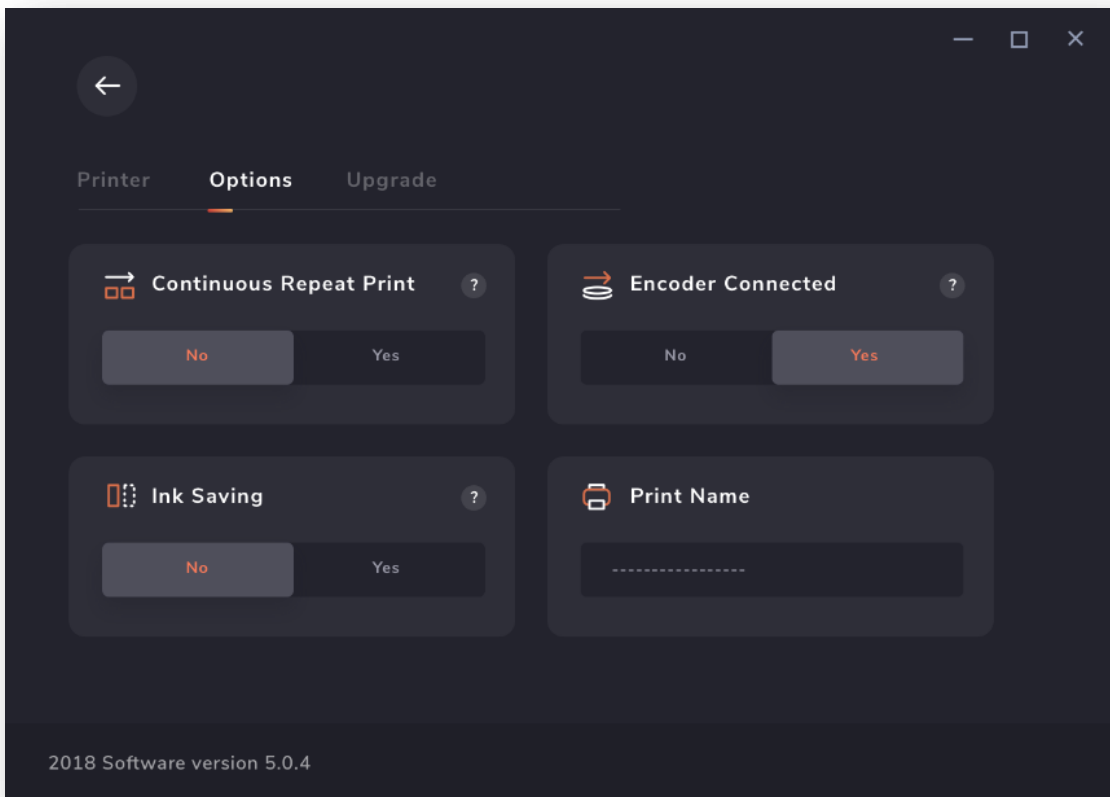 Printer Options Upgrade
Continuous Repeat Print ?
No Yes
Encoder Connected ?
No Yes
Ink Saving ?
No Yes
Print Name
-----------------
2018 Software version 5.0.4